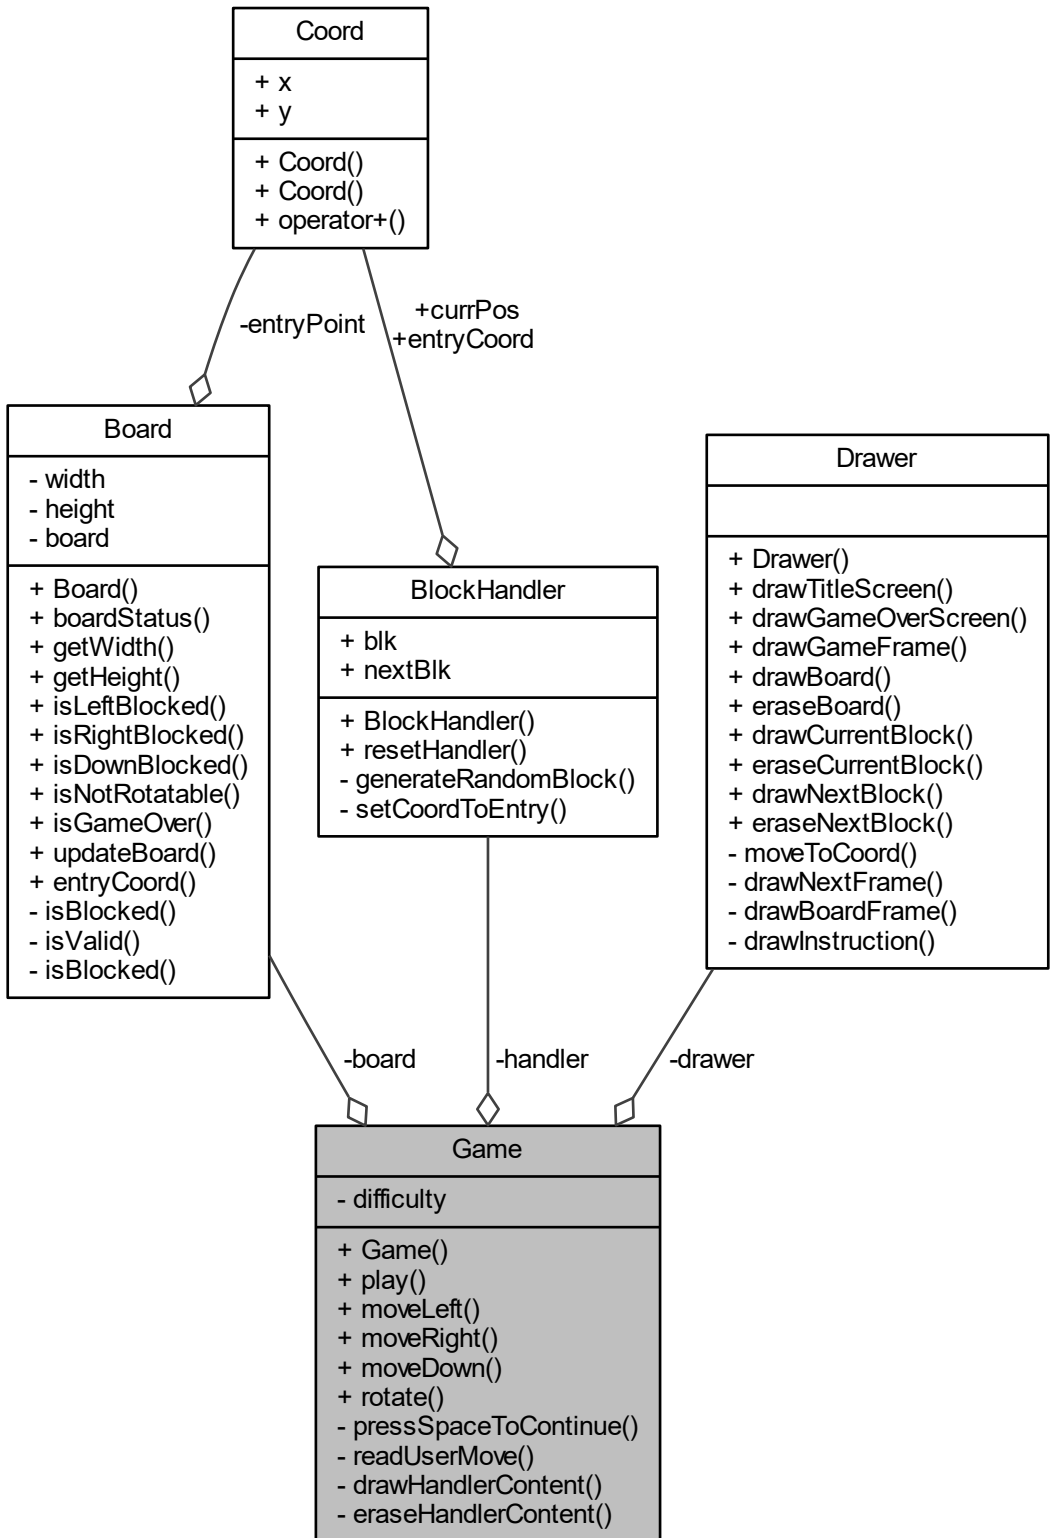 Coord
+ x
+ y
+ Coord()
+ Coord()
+ operator+()
-entryPoint
+currPos
+entryCoord
Board
- width
- height
- board
+ Board()
+ boardStatus()
+ getWidth()
+ getHeight()
+ isLeftBlocked()
+ isRightBlocked()
+ isDownBlocked()
+ isNotRotatable()
+ isGameOver()
+ updateBoard()
+ entryCoord()
- isBlocked()
- isValid()
- isBlocked()
BlockHandler
+ blk
+ nextBlk
+ BlockHandler()
+ resetHandler()
- generateRandomBlock()
- setCoordToEntry()
Drawer
+ Drawer()
+ drawTitleScreen()
+ drawGameOverScreen()
+ drawGameFrame()
+ drawBoard()
+ eraseBoard()
+ drawCurrentBlock()
+ eraseCurrentBlock()
+ drawNextBlock()
+ eraseNextBlock()
- moveToCoord()
- drawNextFrame()
- drawBoardFrame()
- drawInstruction()
-board
-handler
-drawer
Game
- difficulty
+ Game()
+ play()
+ moveLeft()
+ moveRight()
+ moveDown()
+ rotate()
- pressSpaceToContinue()
- readUserMove()
- drawHandlerContent()
- eraseHandlerContent()